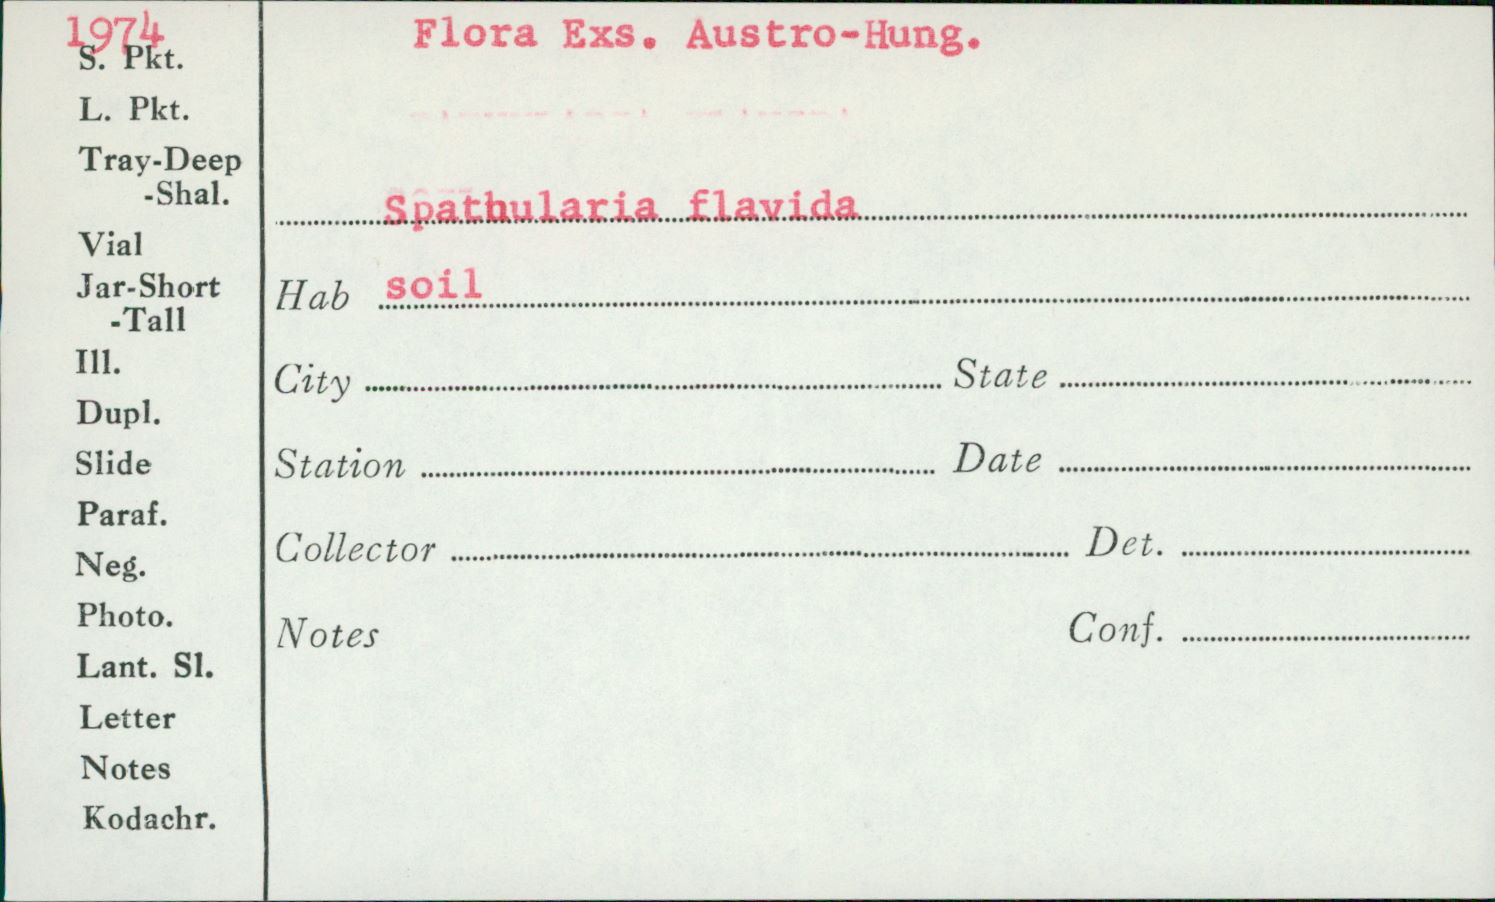 1974
Flora Exs. Austro-Hung.
S. Pkt.
L. Pkt.
Tray-Deep
-Shal.
Vial
Jar-Short
-Tall
Ill.
Dupl.
Slide
Paraf.
Neg.
Photo.
Lant. Sl.
Letter
Notes
Kodachr.
Spathularia flavida
Hab soil
City State
Station Date
Collector Det.
Notes Conf.